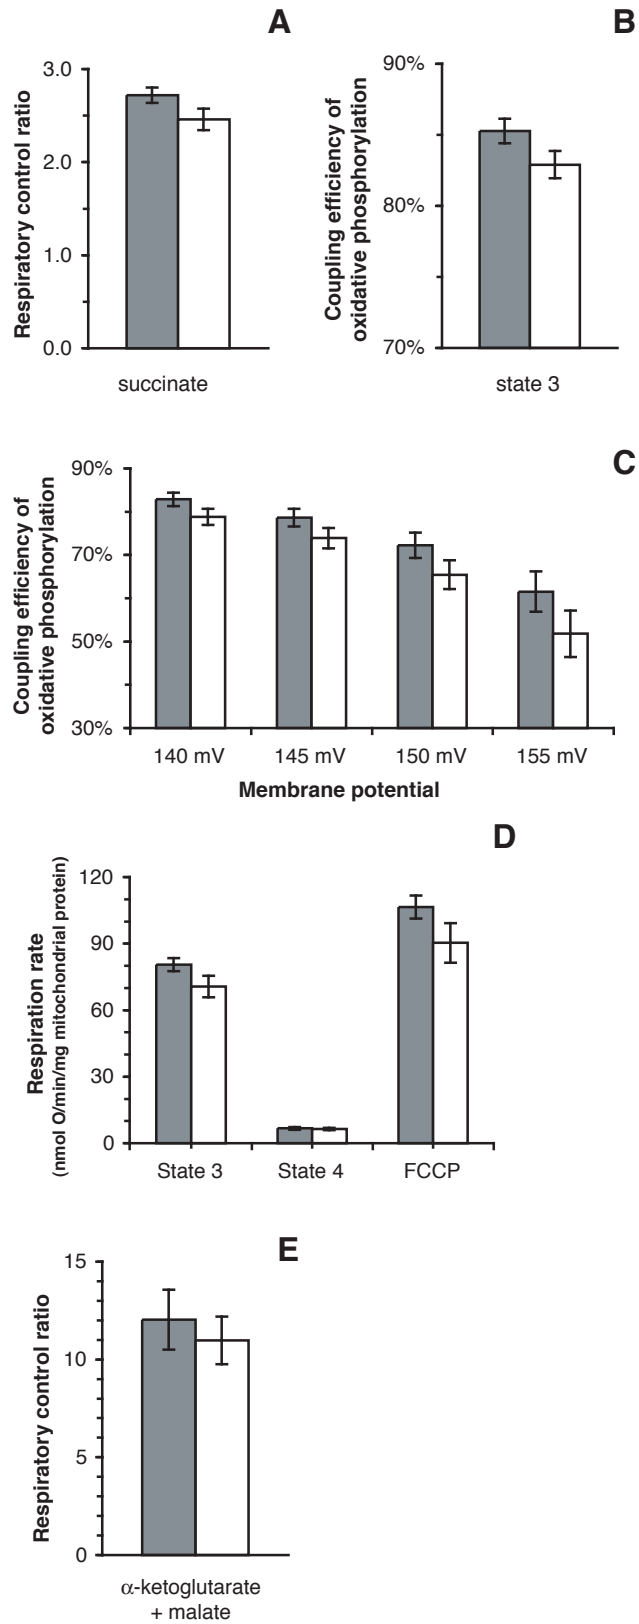 A
Respiratory control ratio
3.0
2.0
1.0
0.0
succinate
B
Coupling efficiency of
oxidative phosphorylation
90%
80%
70%
state 3
C
Coupling efficiency of
oxidative phosphorylation
90%
70%
50%
30%
140 mV
145 mV
150 mV
155 mV
Membrane potential
D
Respiration rate
(nmol O/min/mg mitochondrial protein)
120
90
60
30
0
State 3
State 4
FCCP
E
Respiratory control ratio
15
10
5
0
α-ketoglutarate
+ malate